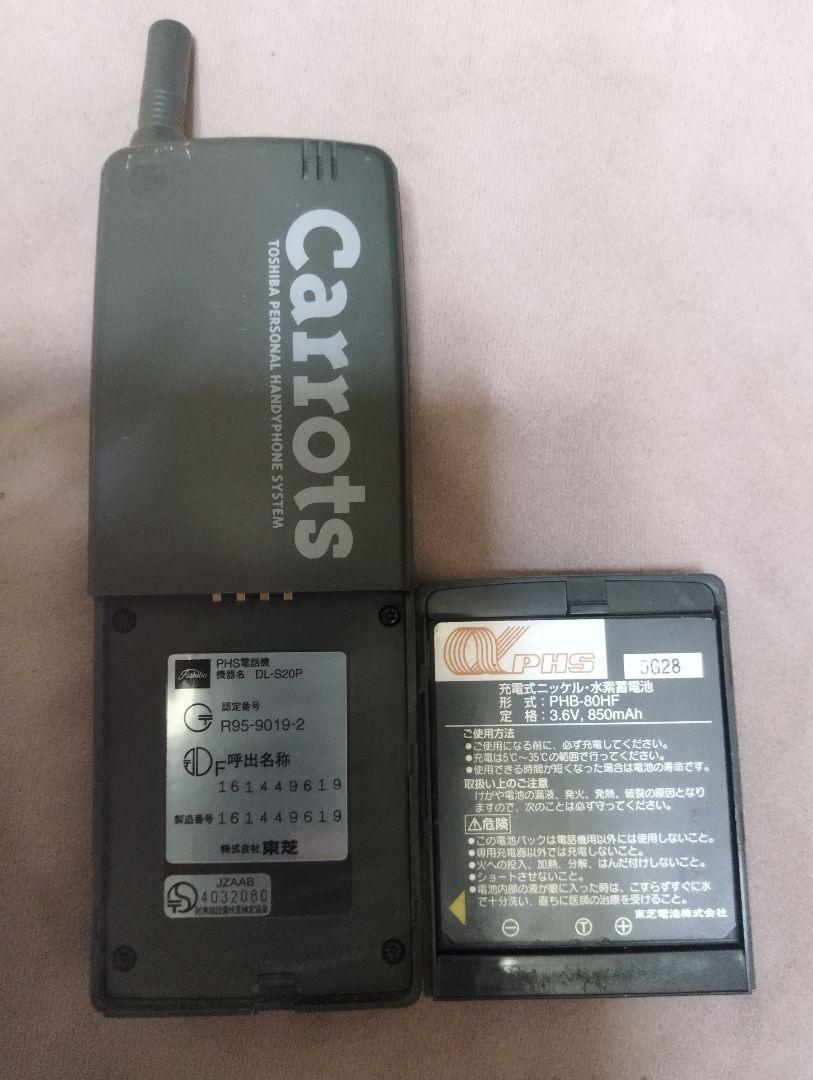 Carrots
TOSHIBA PERSONAL HANDYPHONE SYSTEM
Toshiba
PHS電話機
機器名 DL-S20P
認定番号
R95-9019-2
F呼出名称
161449619
製造番号 161449619
株式会社 東芝
JZAAB
4032080
αPHS
0G28
充電式ニッケル・水素蓄電池
形 式：PHB-80HF
定 格：3.6V, 850mAh
ご使用方法
●ご使用になる前に、必ず充電してください。
●充電は5℃〜35℃の範囲で行ってください。
●使用できる時間が短くなった場合は電池の寿命です。
取扱い上のご注意
けがや電池の漏液、発火、発熱、破裂の原因となり
ますので、次のことは必ず守ってください。
⚠危険
●この電池パックは電話機用以外には使用しないこと。
●専用充電器以外では充電しないこと。
●火への投入、加熱、分解、はんだ付けしないこと。
●ショートさせないこと。
●電池内部の液が眼に入った時は、こすらずすぐに水
で十分洗い、直ちに医師の治療を受けること。
東芝電池株式会社
⊖ Ⓣ ⊕